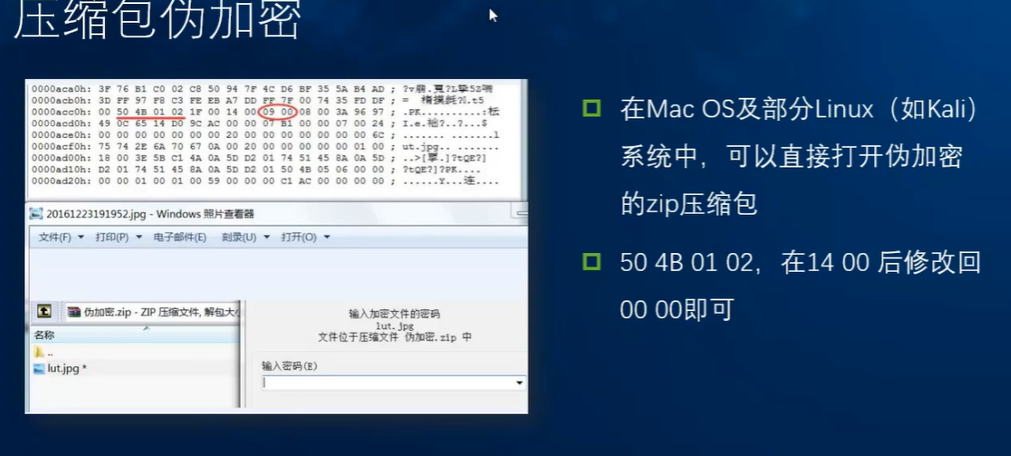 压缩包伪加密
0000aca0h: 3F 76 B1 C0 02 C8 50 94 7F 4C D6 BF 35 5A B4 AD ;
0000acb0h: 3D FF 97 F8 C3 FE EB A7 DD FF 7F 00 74 35 FD DF ;
0000acc0h: 00 50 4B 01 02 1F 00 14 00 09 00 08 00 3A 96 97 ; .PK..........:枟
0000acd0h: 49 0C 65 14 D0 9C AC 00 00 07 B1 00 00 07 00 24 ;
0000ace0h: 00 00 00 00 00 00 20 00 00 00 00 00 00 00 6C ; ...... .......l
0000acf0h: 75 74 2E 6A 70 67 0A 00 20 00 00 00 00 00 01 00 ; ut.jpg.. .......
0000ad00h: 18 00 3E 5B C1 4A 0A 5D D2 01 74 51 45 8A 0A 5D ;
0000ad10h: D2 01 74 51 45 8A 0A 5D D2 01 50 4B 05 06 00 00 ;
0000ad20h: 00 00 01 00 01 00 59 00 00 00 C1 AC 00 00 00 00 ; ......Y...连....
20161223191952.jpg - Windows 照片查看器
文件(F) 打印(P) 电子邮件(E) 刻录(U) 打开(O)
伪加密.zip - ZIP 压缩文件, 解包大小
名称
..
lut.jpg *
输入加密文件的密码
lut.jpg
文件位于压缩文件 伪加密.zip 中
输入密码(E)
在Mac OS及部分Linux（如Kali）
系统中，可以直接打开伪加密
的zip压缩包
50 4B 01 02，在14 00 后修改回
00 00即可